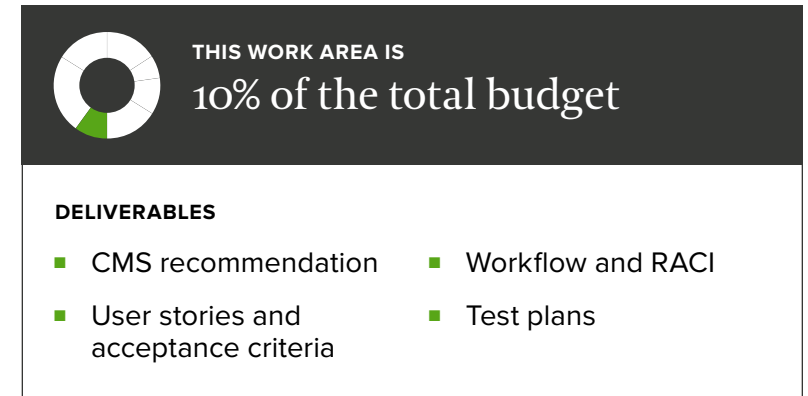 THIS WORK AREA IS
10% of the total budget
DELIVERABLES
CMS recommendation
User stories and
acceptance criteria
Workflow and RACI
Test plans